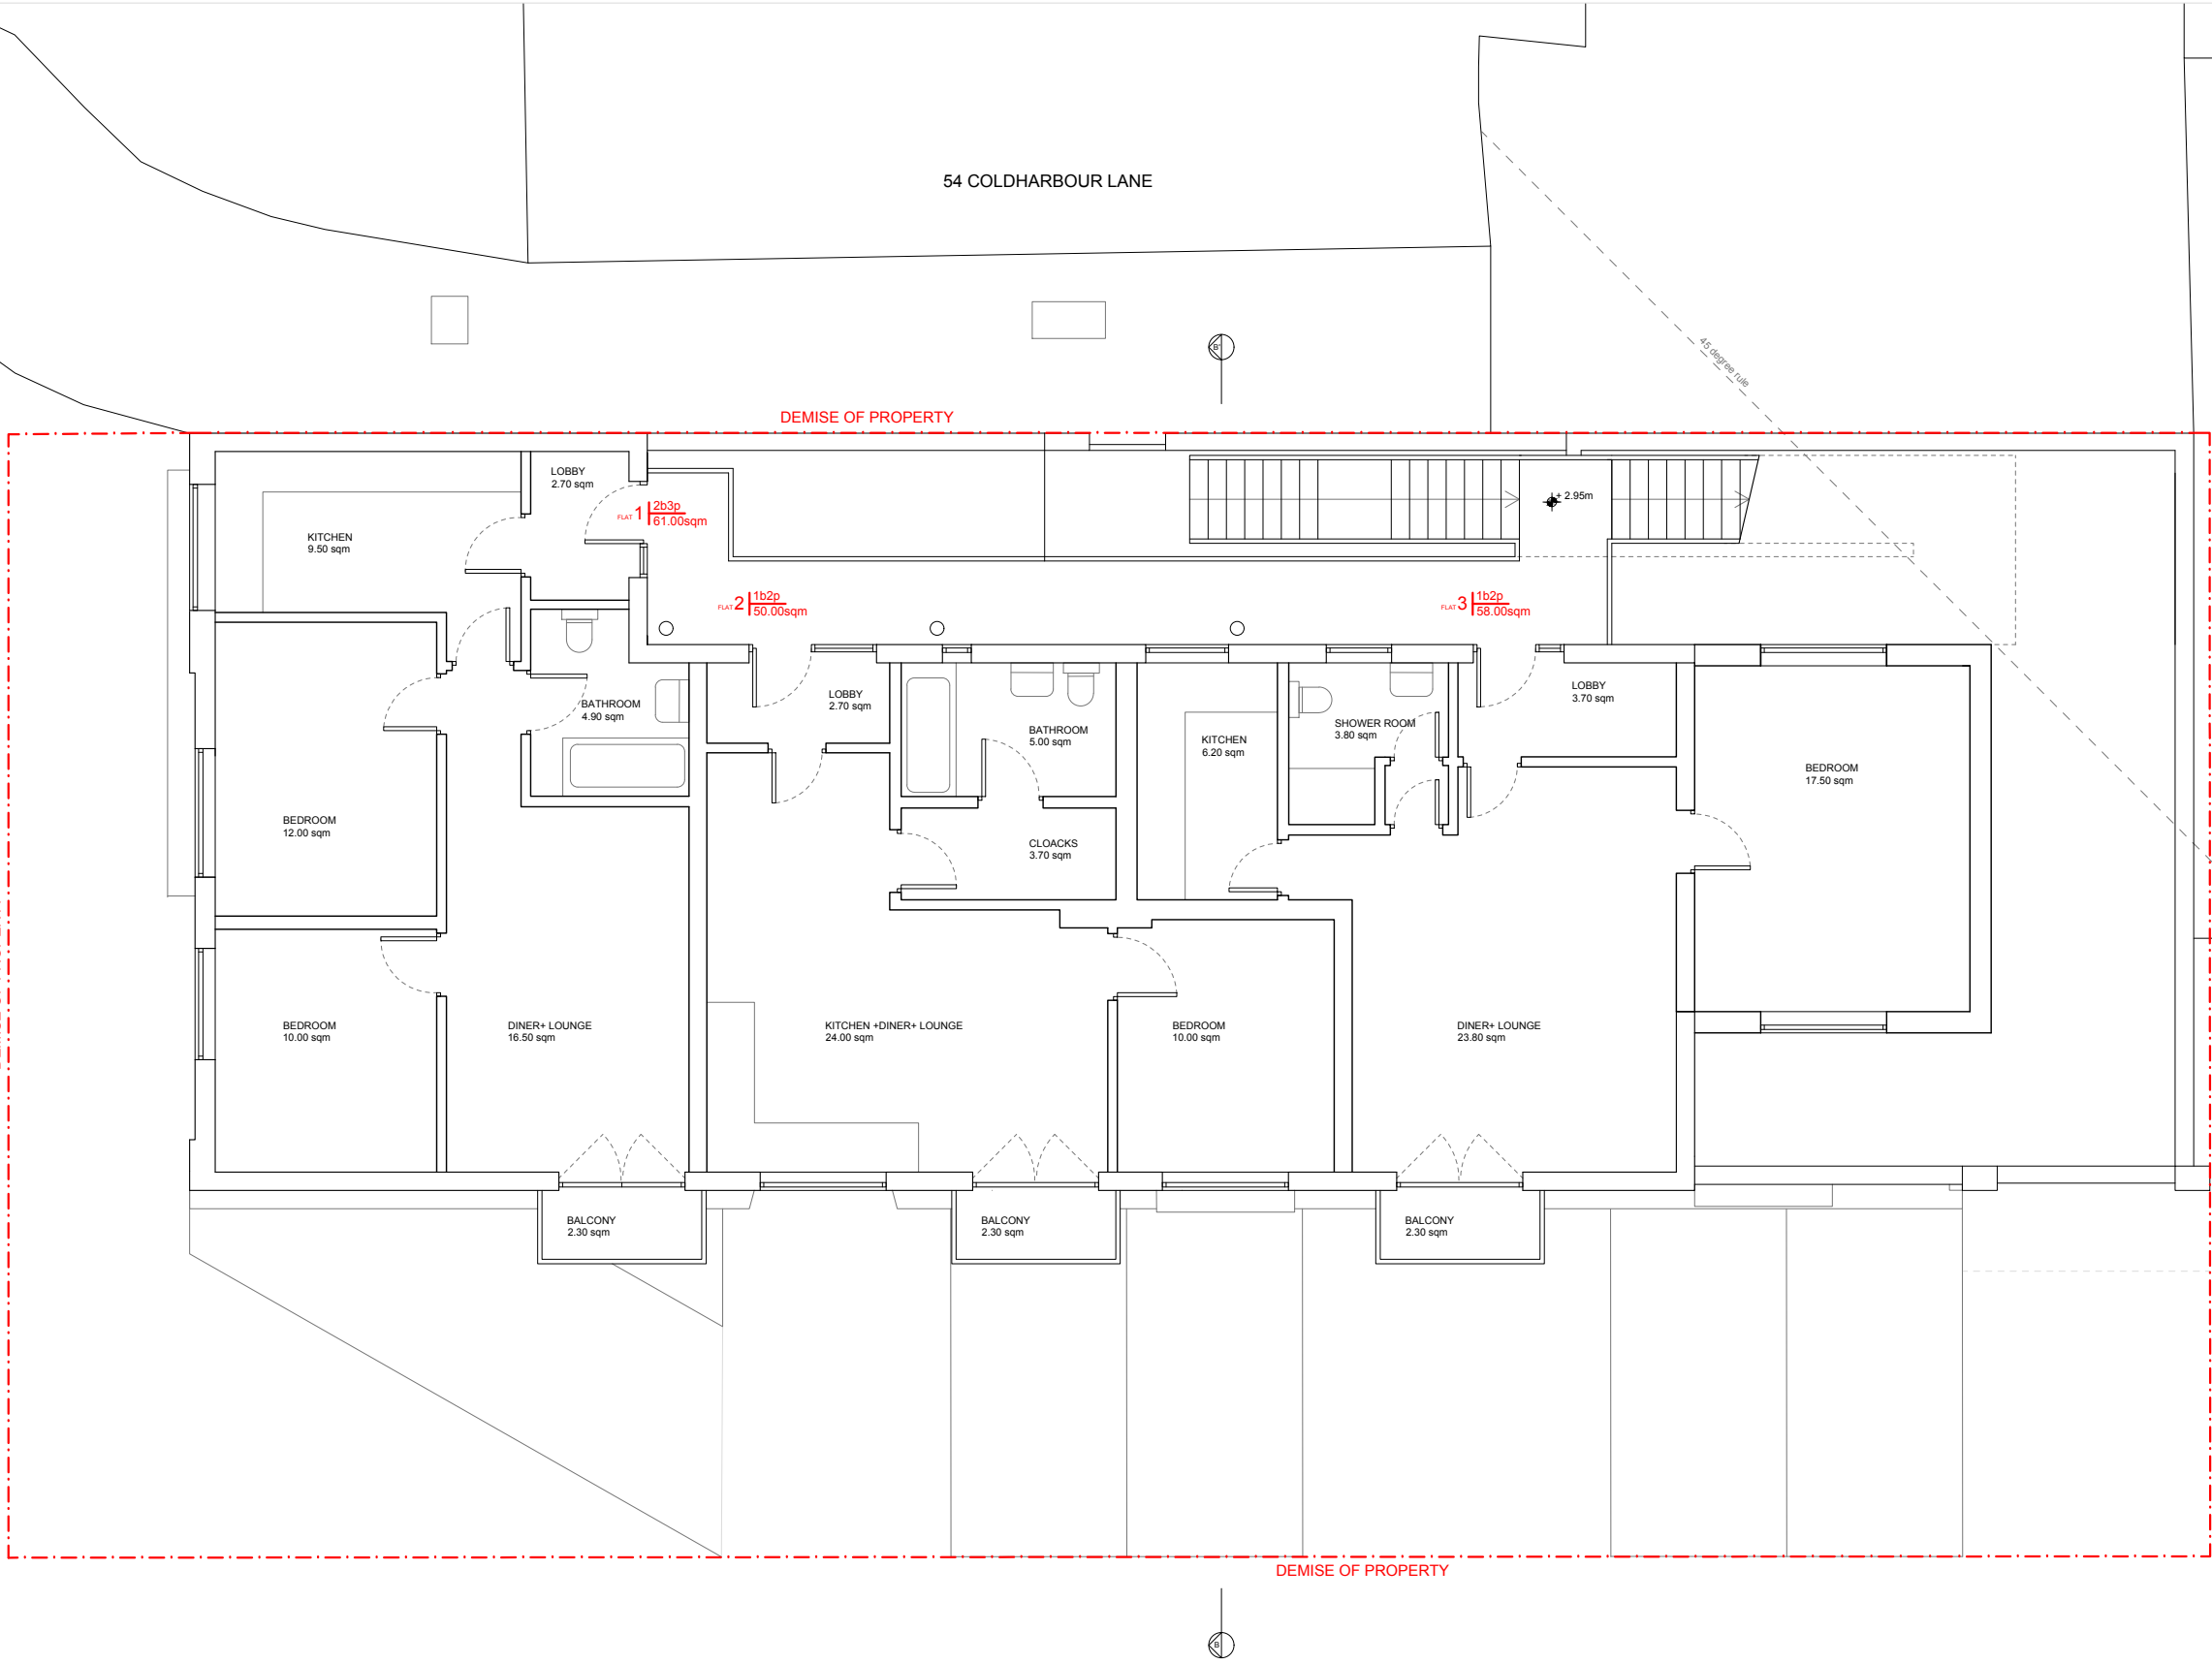 54 COLDHARBOUR LANE
45 degree rule
B'
DEMISE OF PROPERTY
LOBBY
2.70 sqm
FLAT 1 2b3p
61.00sqm
+ 2.95m
KITCHEN
9.50 sqm
FLAT 2 1b2p
50.00sqm
FLAT 3 1b2p
58.00sqm
BATHROOM
4.90 sqm
LOBBY
2.70 sqm
BATHROOM
5.00 sqm
KITCHEN
6.20 sqm
SHOWER ROOM
3.80 sqm
LOBBY
3.70 sqm
BEDROOM
17.50 sqm
BEDROOM
12.00 sqm
CLOACKS
3.70 sqm
BEDROOM
10.00 sqm
DINER+ LOUNGE
16.50 sqm
KITCHEN +DINER+ LOUNGE
24.00 sqm
BEDROOM
10.00 sqm
DINER+ LOUNGE
23.80 sqm
BALCONY
2.30 sqm
BALCONY
2.30 sqm
BALCONY
2.30 sqm
DEMISE OF PROPERTY
B